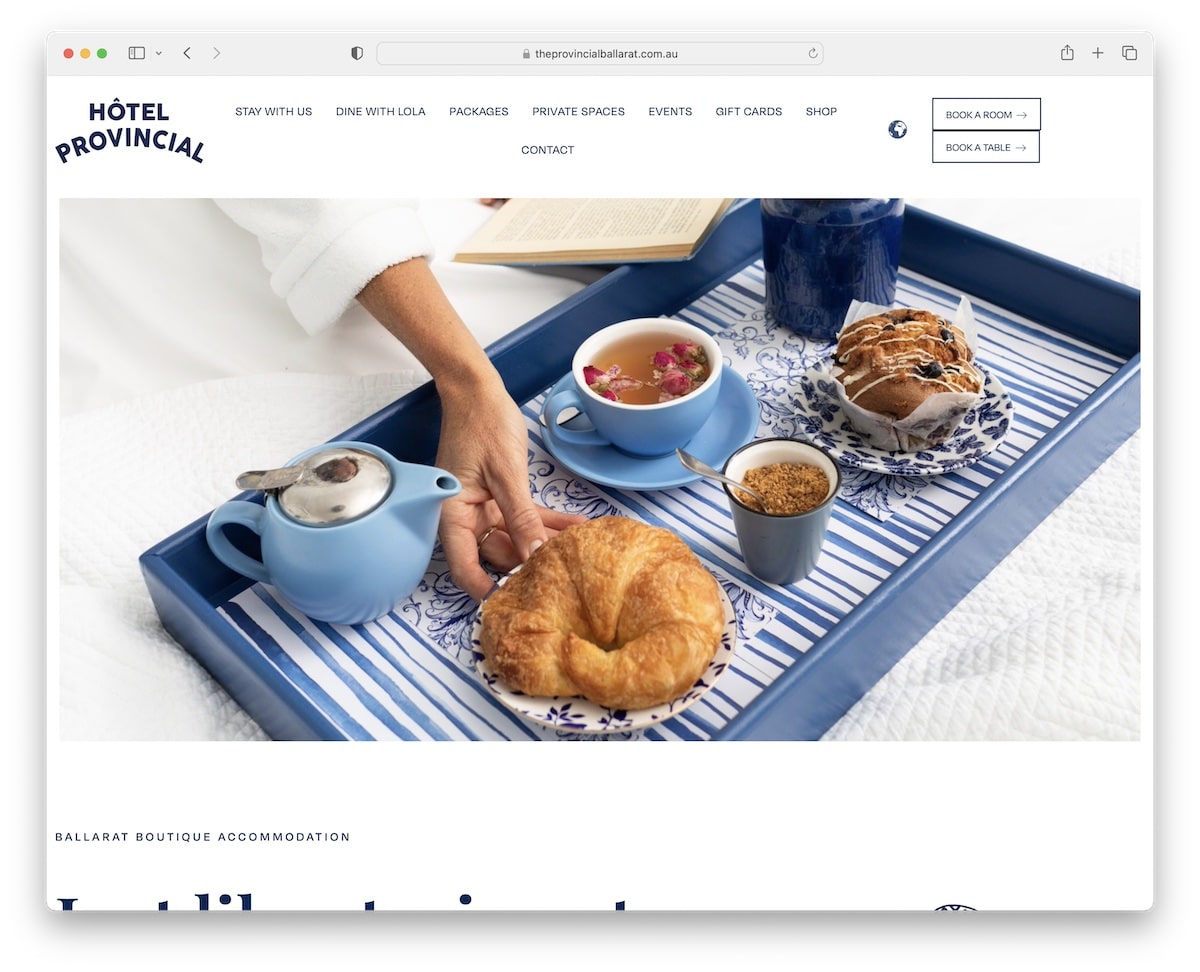 theprovincialballarat.com.au
HÔTEL
PROVINCIAL
STAY WITH US
DINE WITH LOLA
PACKAGES
PRIVATE SPACES
EVENTS
GIFT CARDS
SHOP
CONTACT
BOOK A ROOM →
BOOK A TABLE →
BALLARAT BOUTIQUE ACCOMMODATION